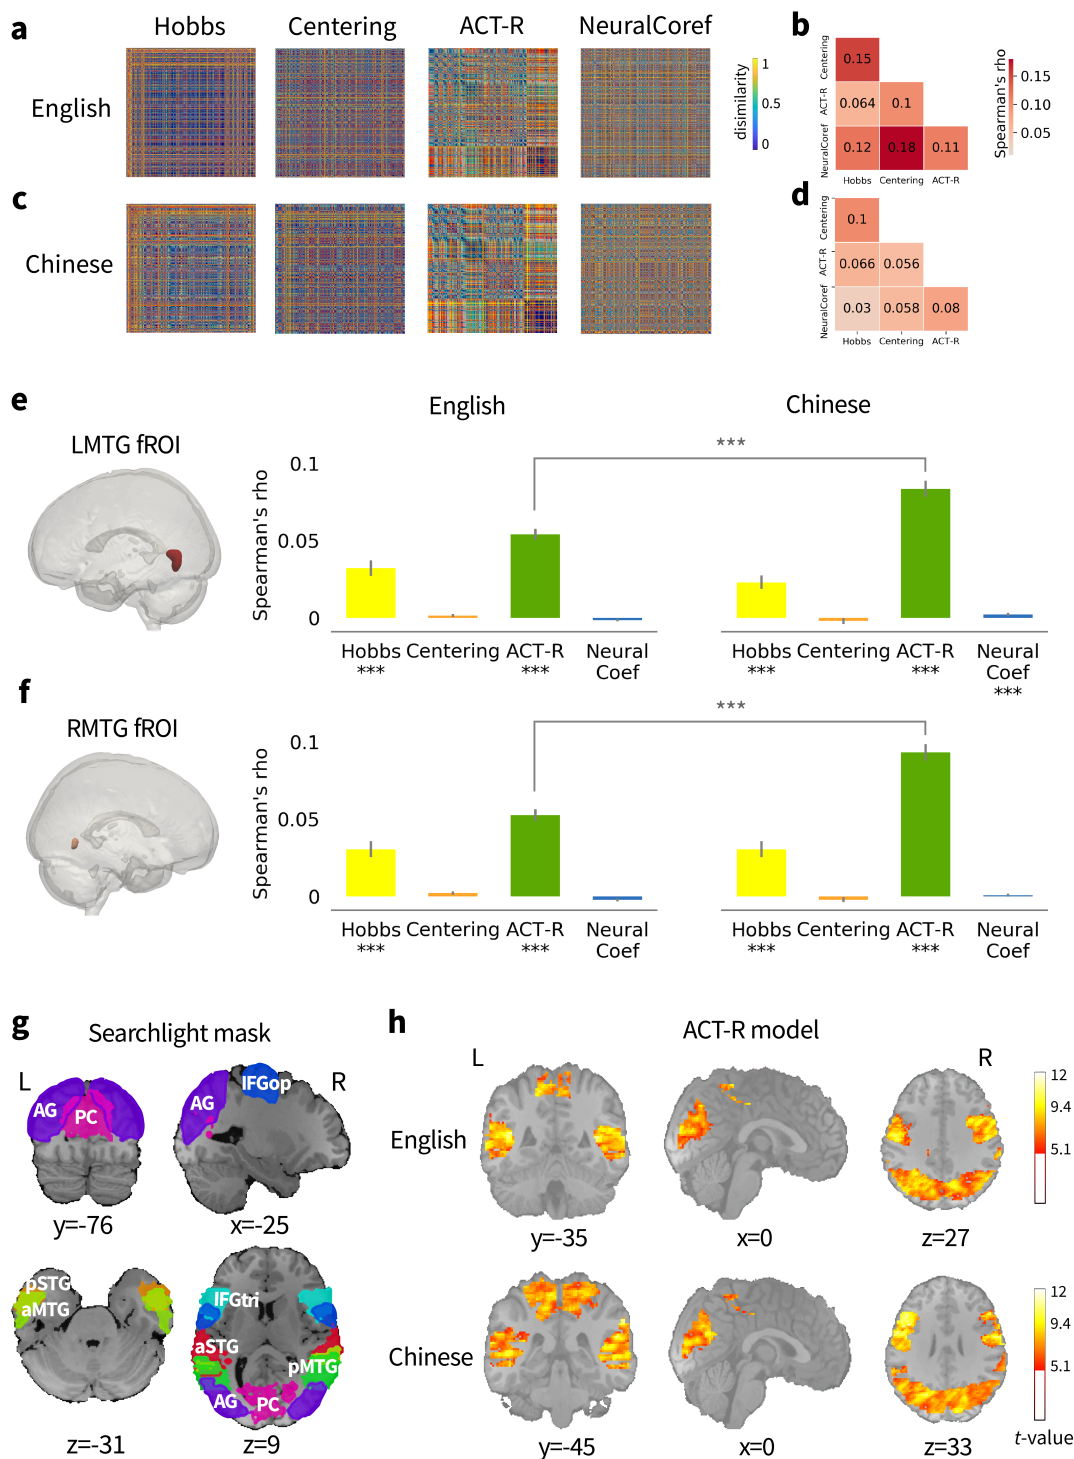 a
Hobbs
Centering
ACT-R
NeuralCoref
English
disimilarity
1
0.5
0
b
Centering
ACT-R
NeuralCoref
0.15
0.064
0.1
0.12
0.18
0.11
Hobbs
Centering
ACT-R
Spearman's rho
0.15
0.10
0.05
c
Chinese
d
Centering
ACT-R
NeuralCoref
0.1
0.066
0.056
0.03
0.058
0.08
Hobbs
Centering
ACT-R
e
English
Chinese
LMTG fROI
Spearman's rho
0.1
0.05
0
***
Hobbs
***
Centering
ACT-R
***
Neural
Coef
Hobbs
***
Centering
ACT-R
***
Neural
Coef
***
f
RMTG fROI
Spearman's rho
0.1
0.05
0
***
Hobbs
***
Centering
ACT-R
***
Neural
Coef
Hobbs
***
Centering
ACT-R
***
Neural
Coef
g
Searchlight mask
L
R
AG
PC
y=-76
AG
IFGop
x=-25
pSTG
aMTG
z=-31
IFGtri
aSTG
pMTG
AG
PC
z=9
h
ACT-R model
L
R
English
y=-35
x=0
z=27
12
9.4
5.1
Chinese
y=-45
x=0
z=33
12
9.4
5.1
t-value